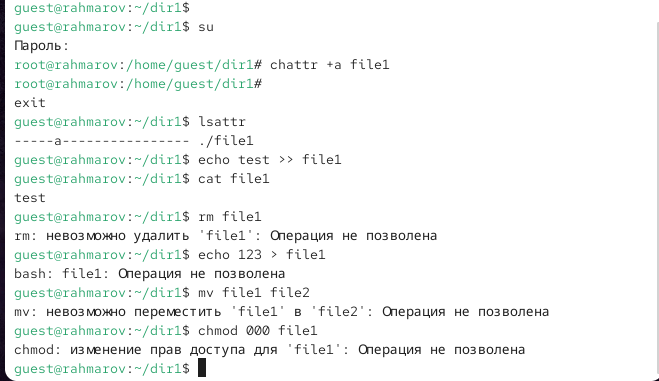 guest@rahmarov:~/dir1$
guest@rahmarov:~/dir1$ su
Пароль:
root@rahmarov:/home/guest/dir1# chattr +a file1
root@rahmarov:/home/guest/dir1#
exit
guest@rahmarov:~/dir1$ lsattr
-----a---------------- ./file1
guest@rahmarov:~/dir1$ echo test >> file1
guest@rahmarov:~/dir1$ cat file1
test
guest@rahmarov:~/dir1$ rm file1
rm: невозможно удалить 'file1': Операция не позволена
guest@rahmarov:~/dir1$ echo 123 > file1
bash: file1: Операция не позволена
guest@rahmarov:~/dir1$ mv file1 file2
mv: невозможно переместить 'file1' в 'file2': Операция не позволена
guest@rahmarov:~/dir1$ chmod 000 file1
chmod: изменение прав доступа для 'file1': Операция не позволена
guest@rahmarov:~/dir1$